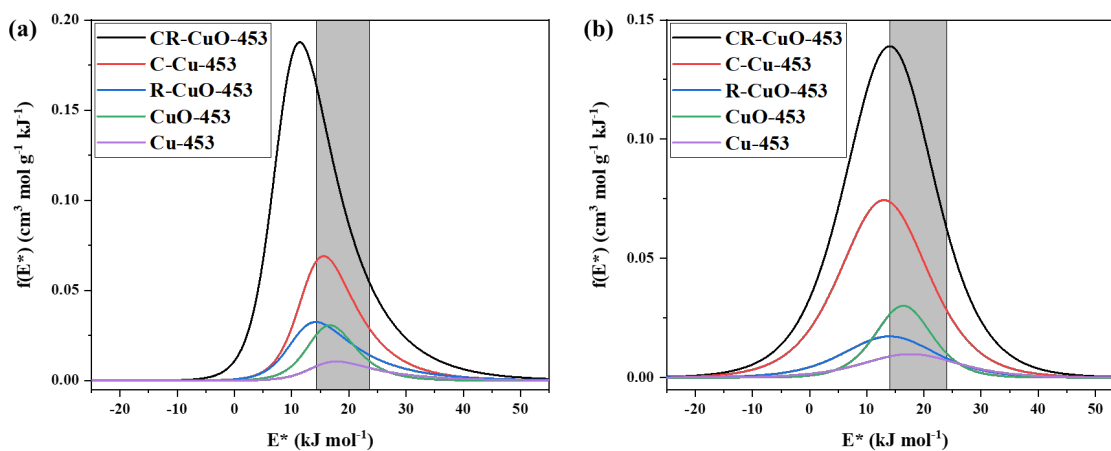 (a)
0.20
0.15
0.10
0.05
0.00
f(E*) (cm³ mol g⁻¹ kJ⁻¹)
CR-CuO-453
C-Cu-453
R-CuO-453
CuO-453
Cu-453
-20 0 10 20 30 40 50
E* (kJ mol⁻¹)
(b)
0.15
0.10
0.05
0.00
f(E*) (cm³ mol g⁻¹ kJ⁻¹)
CR-CuO-453
C-Cu-453
R-CuO-453
CuO-453
Cu-453
-20 -10 0 10 20 30 40 50
E* (kJ mol⁻¹)